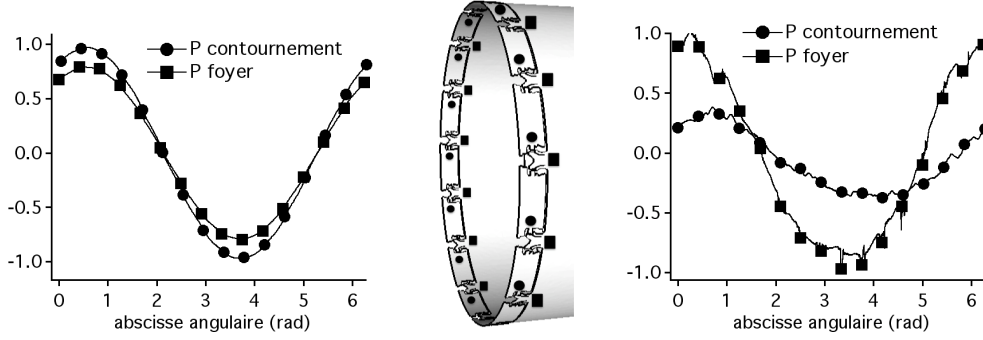 P contournement
P foyer
1.0
0.5
0.0
-0.5
-1.0
0 1 2 3 4 5 6
abscisse angulaire (rad)
P contournement
P foyer
1.0
0.5
0.0
-0.5
-1.0
0 1 2 3 4 5 6
abscisse angulaire (rad)